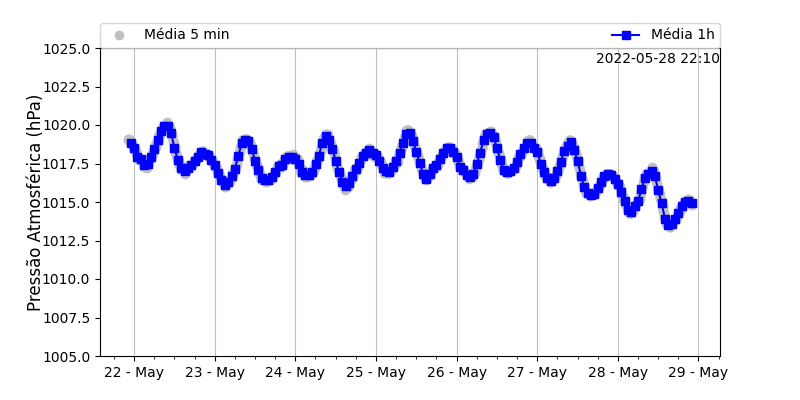 Média 5 min
Média 1h
2022-05-28 22:10
Pressão Atmosférica (hPa)
1025.0
1022.5
1020.0
1017.5
1015.0
1012.5
1010.0
1007.5
1005.0
22 - May 23 - May 24 - May 25 - May 26 - May 27 - May 28 - May 29 - May